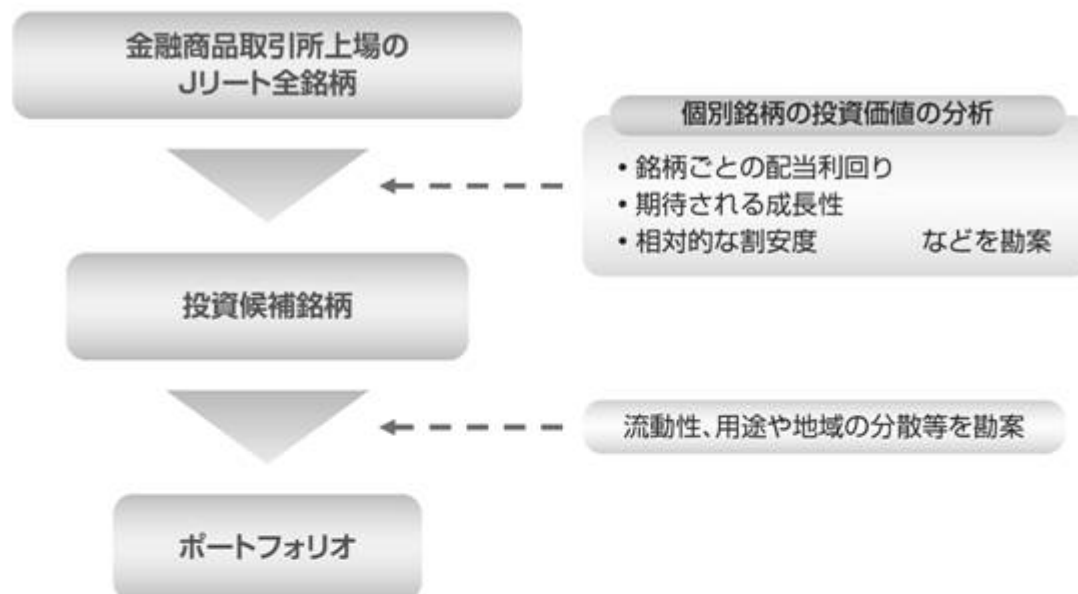 金融商品取引所上場の
Jリート全銘柄
個別銘柄の投資価値の分析
・銘柄ごとの配当利回り
・期待される成長性
・相対的な割安度　　　などを勘案
投資候補銘柄
流動性、用途や地域の分散等を勘案
ポートフォリオ